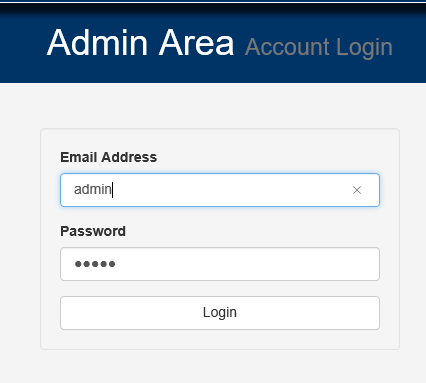 Admin Area Account Login
Email Address
admin
Password
•••••
Login